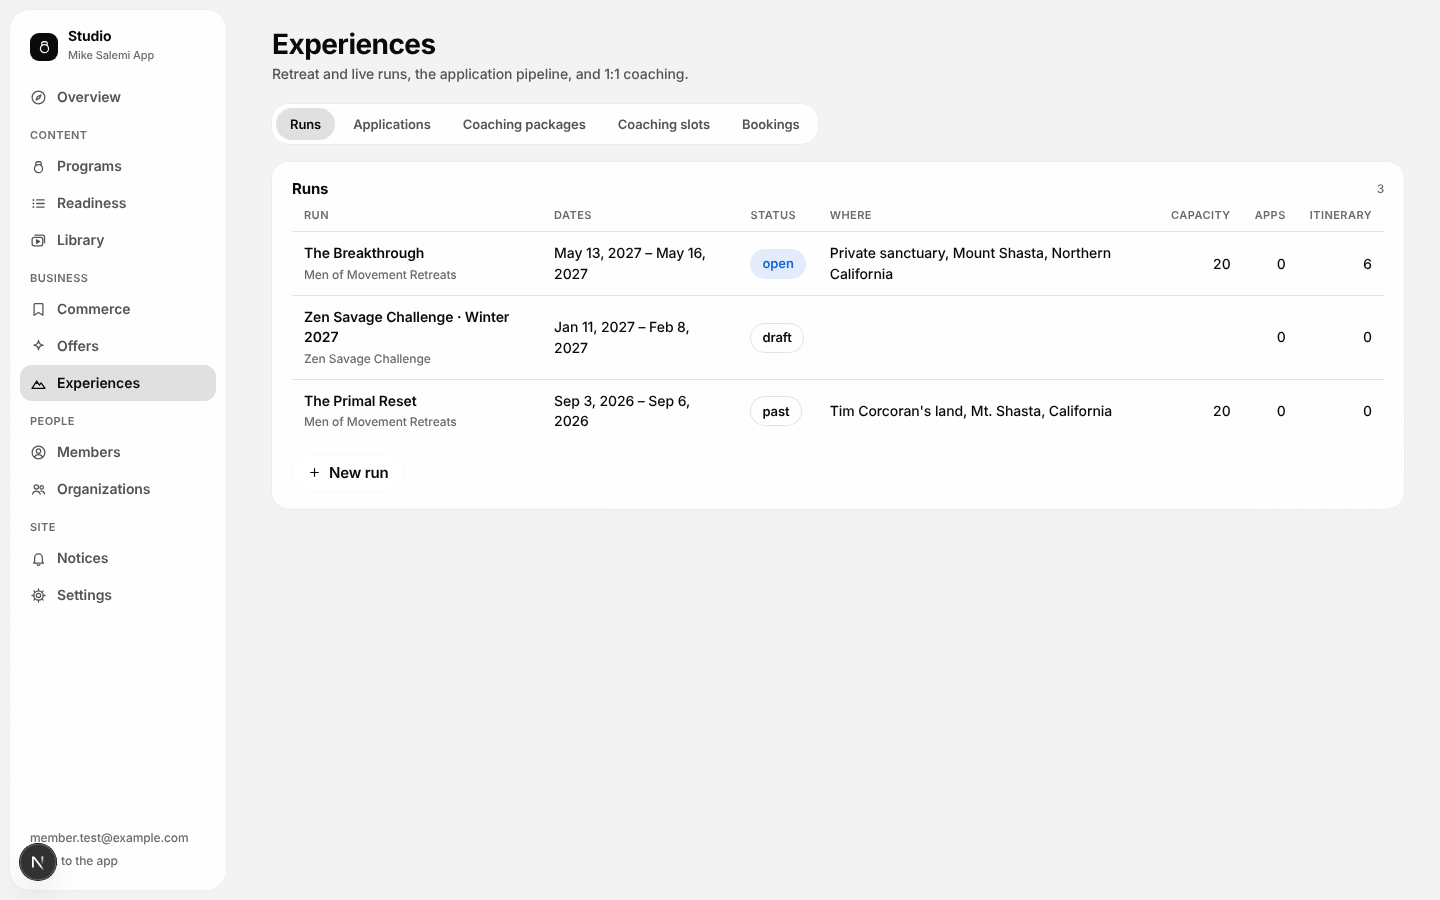 Studio
Mike Salemi App
Overview
CONTENT
Programs
Readiness
Library
BUSINESS
Commerce
Offers
Experiences
PEOPLE
Members
Organizations
SITE
Notices
Settings
member.test@example.com
N
to the app
Experiences
Retreat and live runs, the application pipeline, and 1:1 coaching.
Runs Applications Coaching packages Coaching slots Bookings
Runs 3
RUN DATES STATUS WHERE CAPACITY APPS ITINERARY
The Breakthrough
Men of Movement Retreats
May 13, 2027 – May 16,
2027
open
Private sanctuary, Mount Shasta, Northern
California
20 0 6
Zen Savage Challenge · Winter
2027
Zen Savage Challenge
Jan 11, 2027 – Feb 8,
2027
draft
0 0
The Primal Reset
Men of Movement Retreats
Sep 3, 2026 – Sep 6,
2026
past
Tim Corcoran's land, Mt. Shasta, California
20 0 0
+ New run